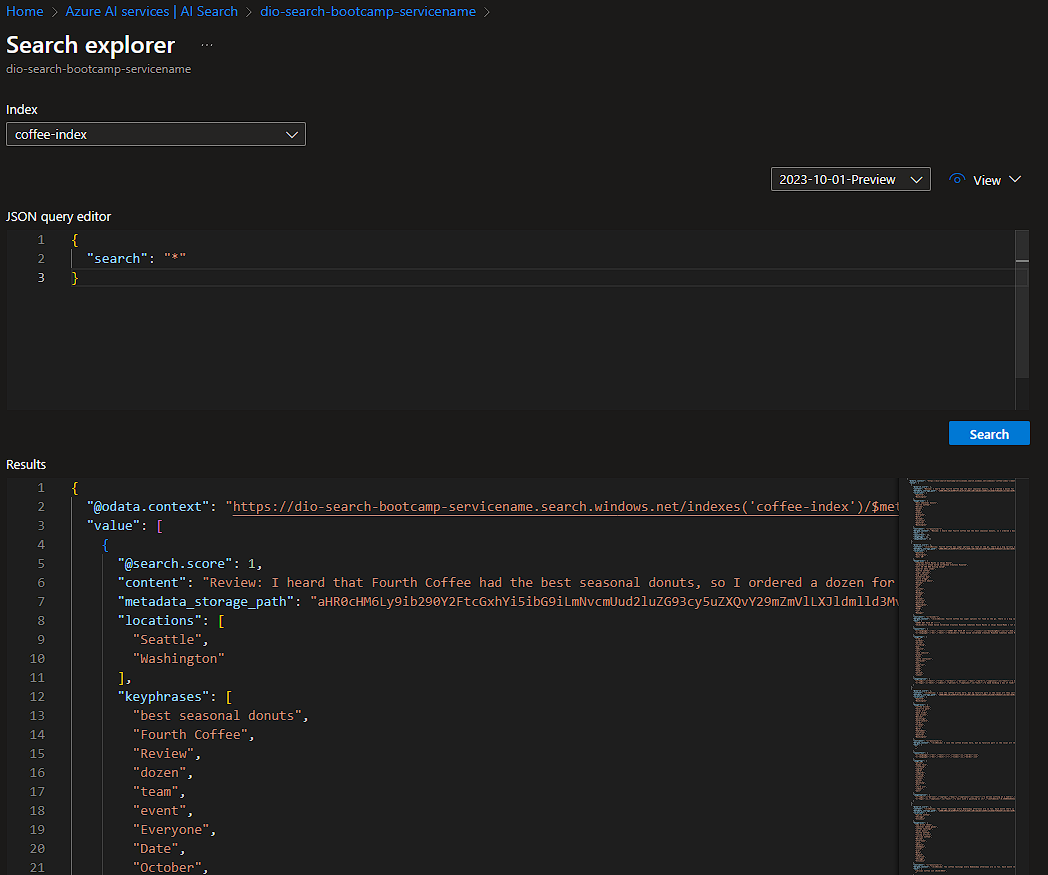 Home > Azure AI services | AI Search > dio-search-bootcamp-servicename >
Search explorer ...
dio-search-bootcamp-servicename
Index
coffee-index
2023-10-01-Preview
View
JSON query editor
1 {
2 "search": "*"
3 }
Search
Results
1 {
2 "@odata.context": "https://dio-search-bootcamp-servicename.search.windows.net/indexes('coffee-index')/$met
3 "value": [
4 {
5 "@search.score": 1,
6 "content": "Review: I heard that Fourth Coffee had the best seasonal donuts, so I ordered a dozen for
7 "metadata_storage_path":
8 "locations": [
9 "Seattle",
10 "Washington"
11 ],
12 "keyphrases": [
13 "best seasonal donuts",
14 "Fourth Coffee",
15 "Review",
16 "dozen",
17 "team",
18 "event",
19 "Everyone",
20 "Date",
21 "October",